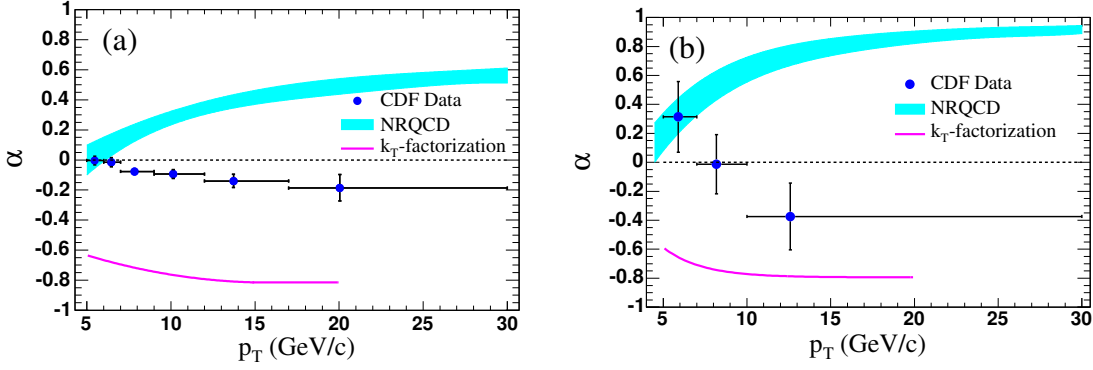 (a)
α
1
0.8
0.6
0.4
0.2
0
-0.2
-0.4
-0.6
-0.8
-1
CDF Data
NRQCD
k_T-factorization
5 10 15 20 25 30
p_T (GeV/c)
(b)
α
1
0.8
0.6
0.4
0.2
0
-0.2
-0.4
-0.6
-0.8
-1
CDF Data
NRQCD
k_T-factorization
5 10 15 20 25 30
p_T (GeV/c)